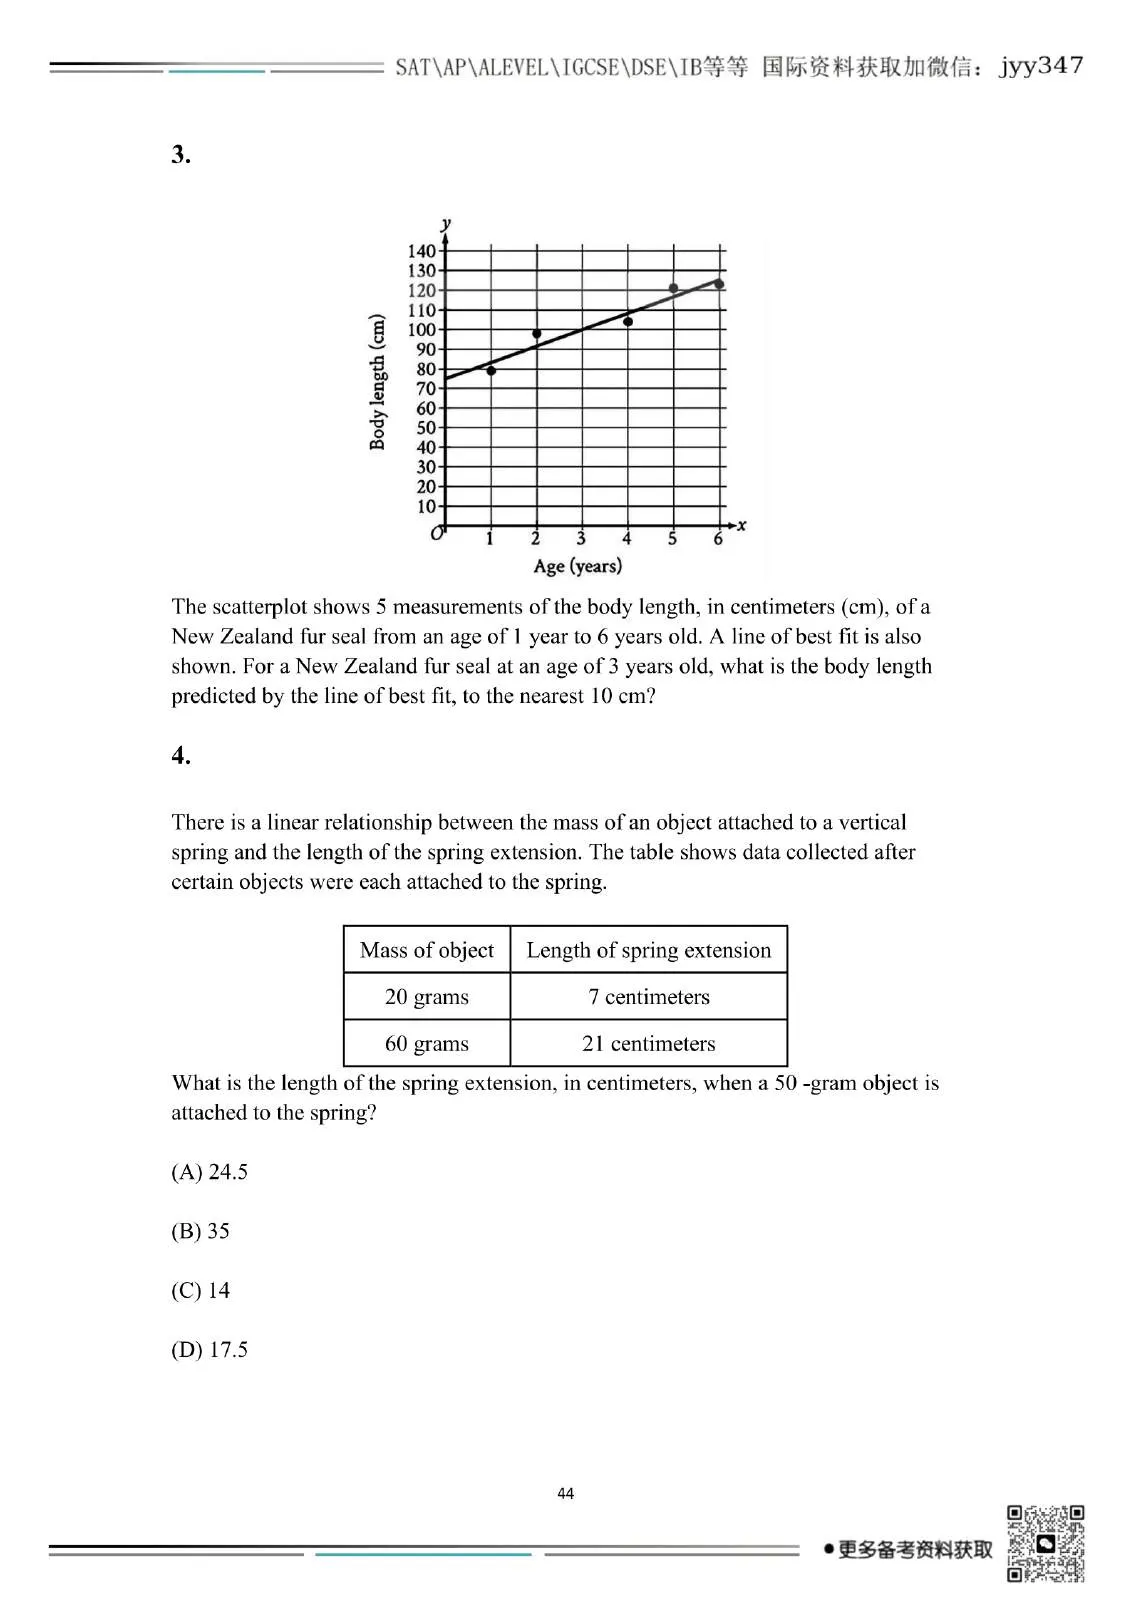 SAT\AP\ALEVEL\IGCSE\DSE\IB等等 国际资料获取加微信: jyy347
3.
y
140
130
120
110
100
90
80
70
60
50
40
30
20
10
O
1 2 3 4 5 6 x
Body length (cm)
Age (years)
The scatterplot shows 5 measurements of the body length, in centimeters (cm), of a
New Zealand fur seal from an age of 1 year to 6 years old. A line of best fit is also
shown. For a New Zealand fur seal at an age of 3 years old, what is the body length
predicted by the line of best fit, to the nearest 10 cm?
4.
There is a linear relationship between the mass of an object attached to a vertical
spring and the length of the spring extension. The table shows data collected after
certain objects were each attached to the spring.
Mass of object Length of spring extension
20 grams 7 centimeters
60 grams 21 centimeters
What is the length of the spring extension, in centimeters, when a 50 -gram object is
attached to the spring?
(A) 24.5
(B) 35
(C) 14
(D) 17.5
44
●更多备考资料获取